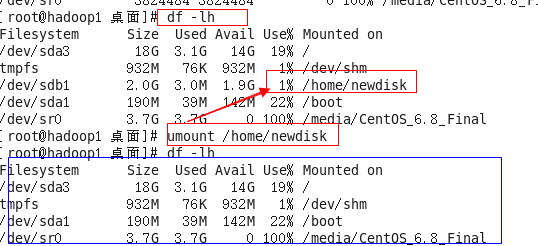 /dev/sr0 3824484 3824484 0 100% /media/CentOS_6.8_Final
[root@hadoop1 桌面]# df -lh
Filesystem Size Used Avail Use% Mounted on
/dev/sda3 18G 3.1G 14G 19% /
tmpfs 932M 76K 932M 1% /dev/shm
/dev/sdb1 2.0G 3.0M 1.9G 1% /home/newdisk
/dev/sda1 190M 39M 142M 22% /boot
/dev/sr0 3.7G 3.7G 0 100% /media/CentOS_6.8_Final
[root@hadoop1 桌面]# umount /home/newdisk
[root@hadoop1 桌面]# df -lh
Filesystem Size Used Avail Use% Mounted on
/dev/sda3 18G 3.1G 14G 19% /
tmpfs 932M 76K 932M 1% /dev/shm
/dev/sda1 190M 39M 142M 22% /boot
/dev/sr0 3.7G 3.7G 0 100% /media/CentOS_6.8_Final